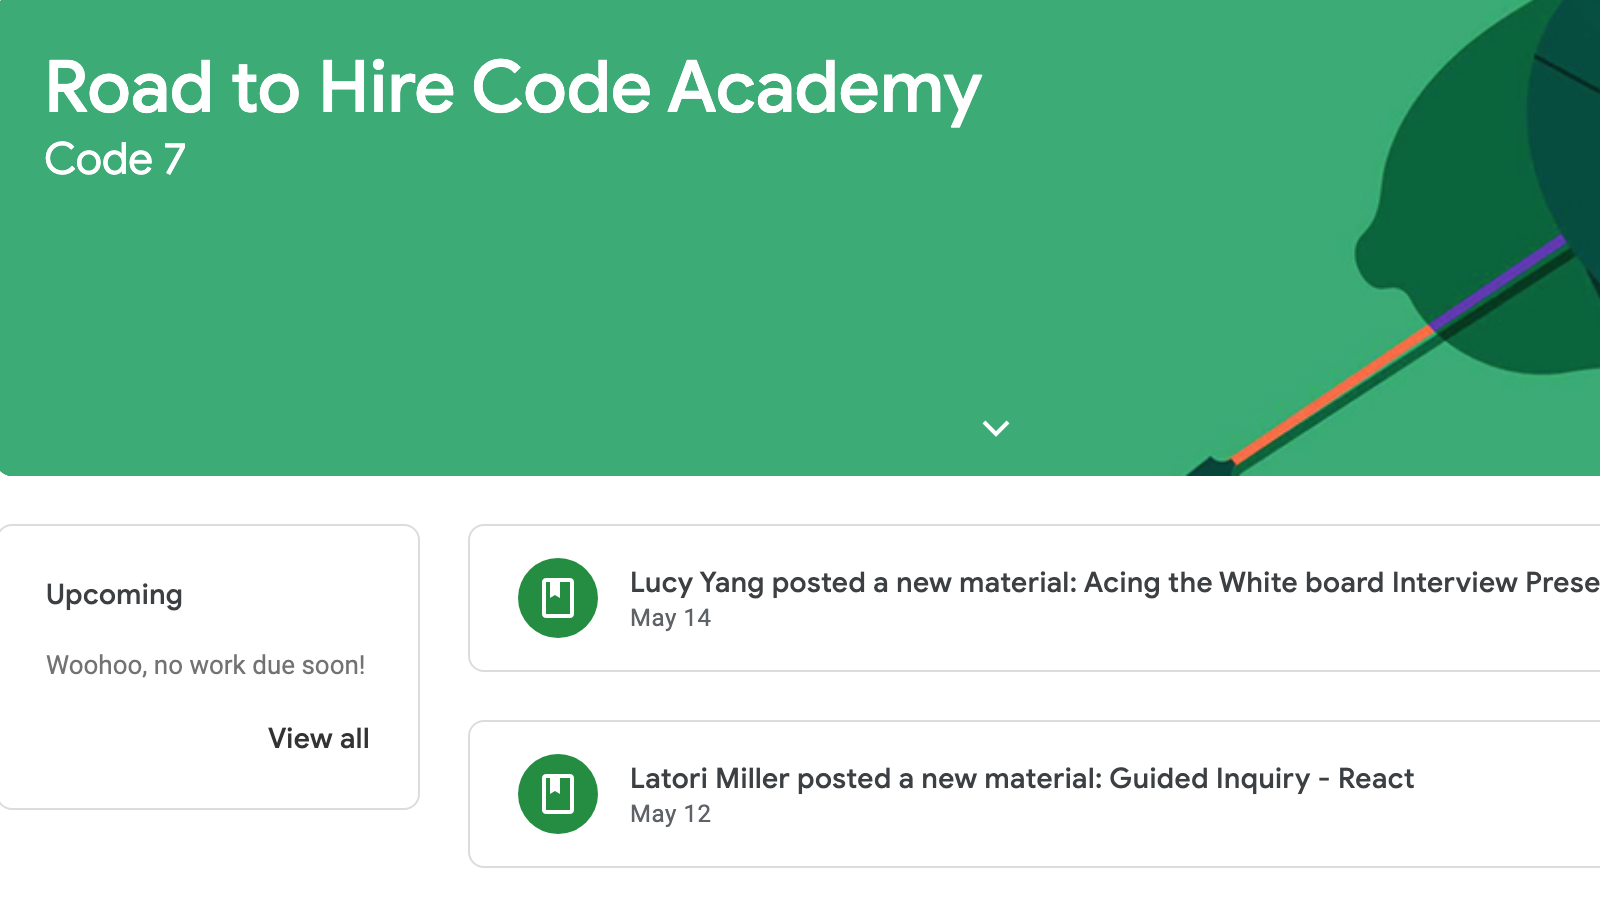 Road to Hire Code Academy
Code 7
Upcoming
Woohoo, no work due soon!
View all
Lucy Yang posted a new material: Acing the White board Interview Prese
May 14
Latori Miller posted a new material: Guided Inquiry - React
May 12